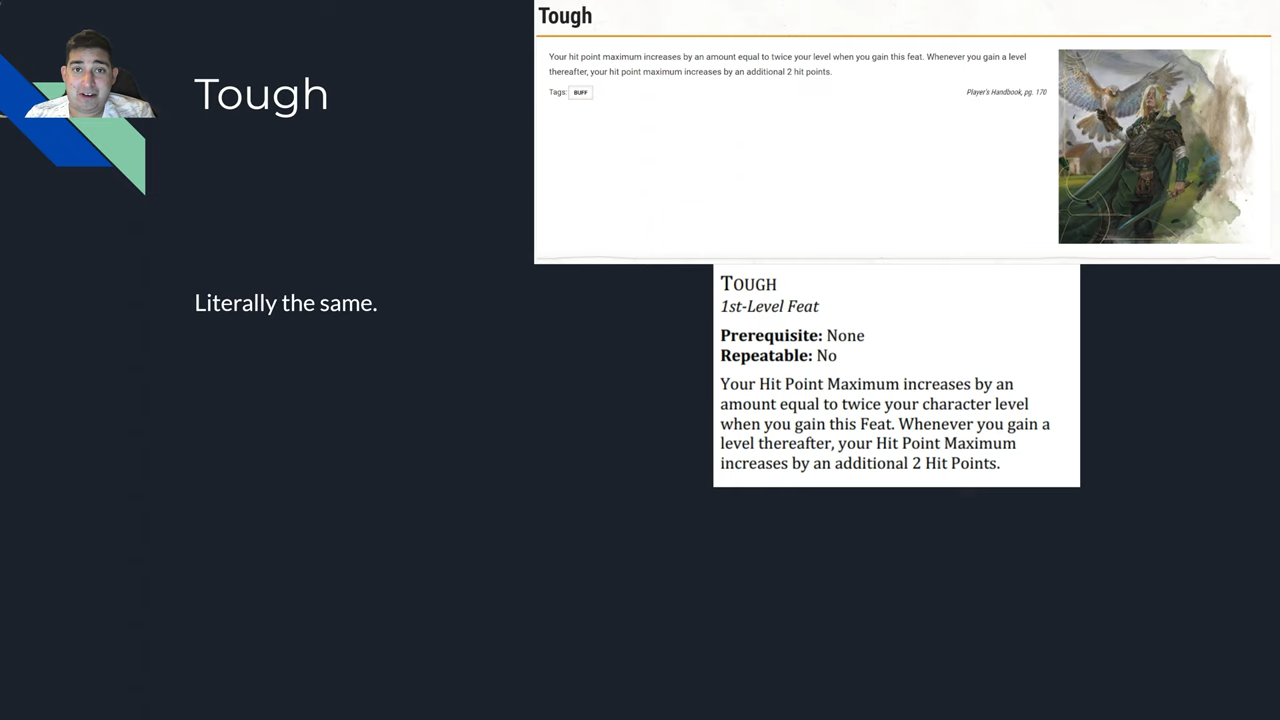 Tough
Literally the same.
Tough
Your hit point maximum increases by an amount equal to twice your level when you gain this feat. Whenever you gain a level
thereafter, your hit point maximum increases by an additional 2 hit points.
Tags: BUFF
Player's Handbook, pg. 170
TOUGH
1st-Level Feat
Prerequisite: None
Repeatable: No
Your Hit Point Maximum increases by an
amount equal to twice your character level
when you gain this Feat. Whenever you gain a
level thereafter, your Hit Point Maximum
increases by an additional 2 Hit Points.